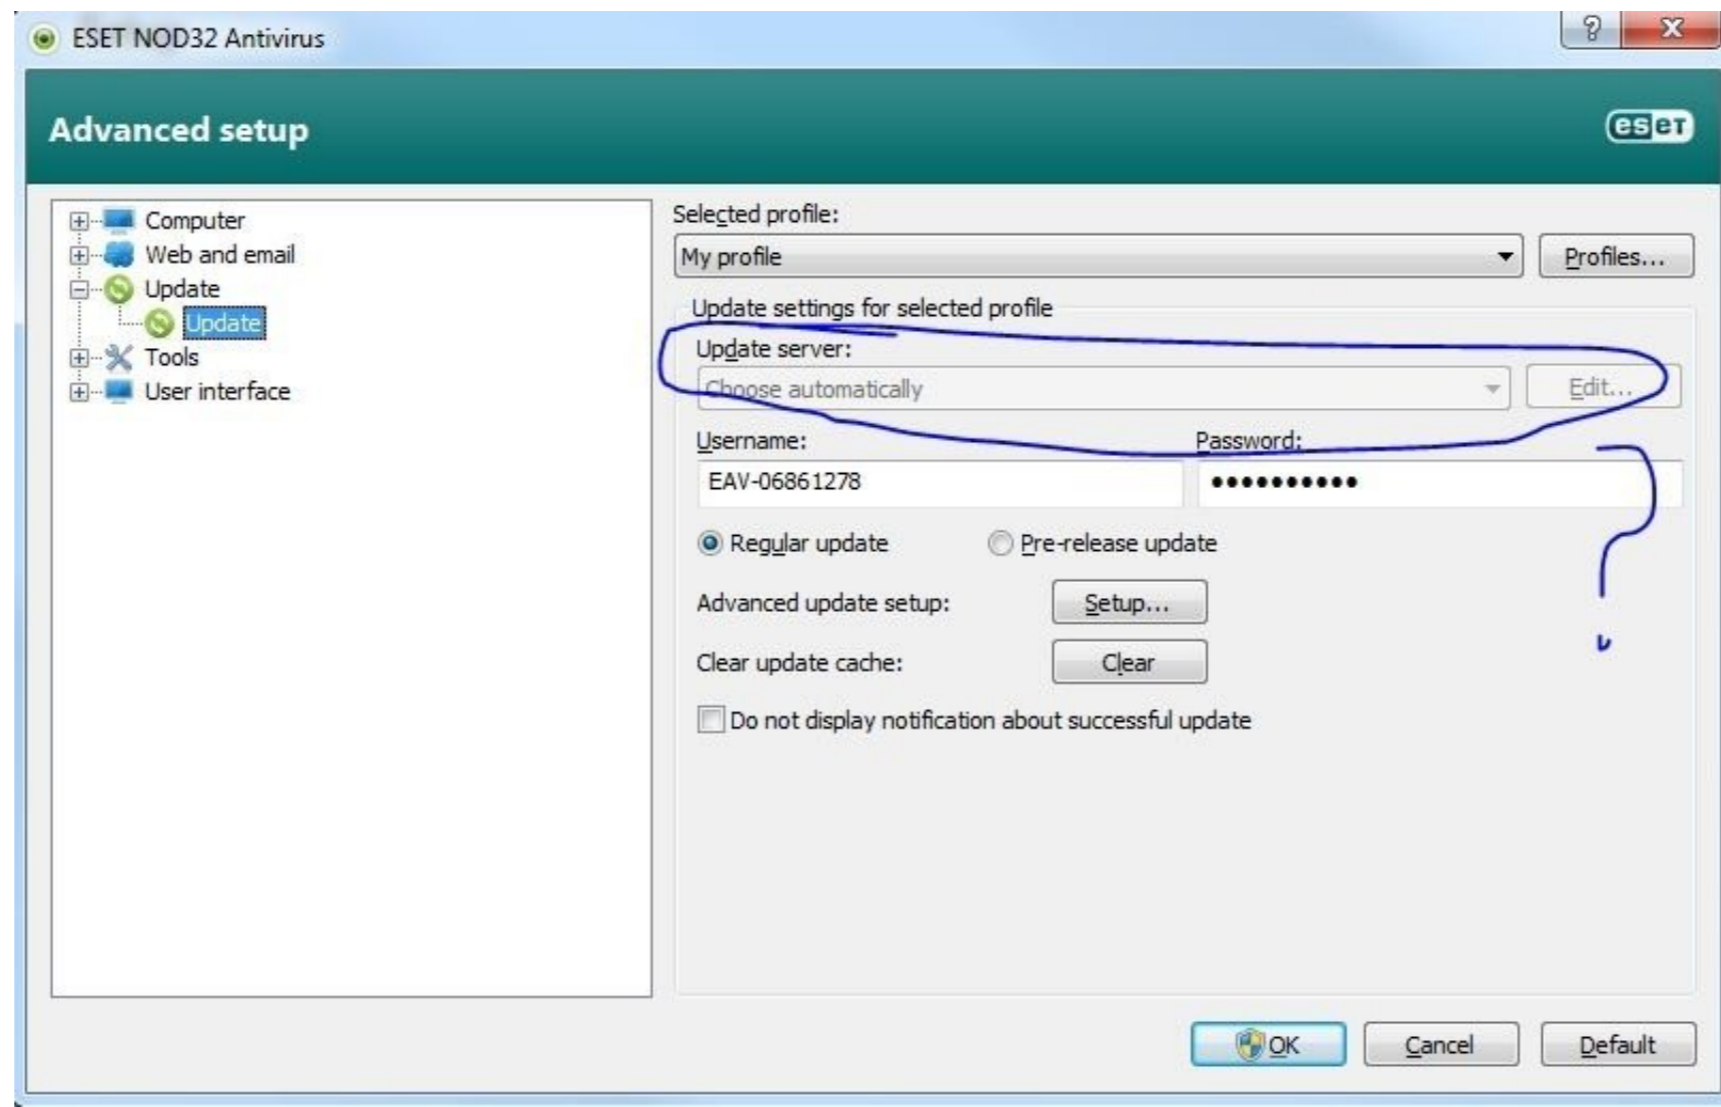 ESET NOD32 Antivirus
?
X
Advanced setup
eset
Computer
Web and email
Update
Update
Tools
User interface
Selected profile:
My profile
Profiles...
Update settings for selected profile
Update server:
Choose automatically
Edit...
Username:
Password:
EAV-06861278
••••••••••
Regular update
Pre-release update
Advanced update setup:
Setup...
Clear update cache:
Clear
Do not display notification about successful update
?
OK
Cancel
Default